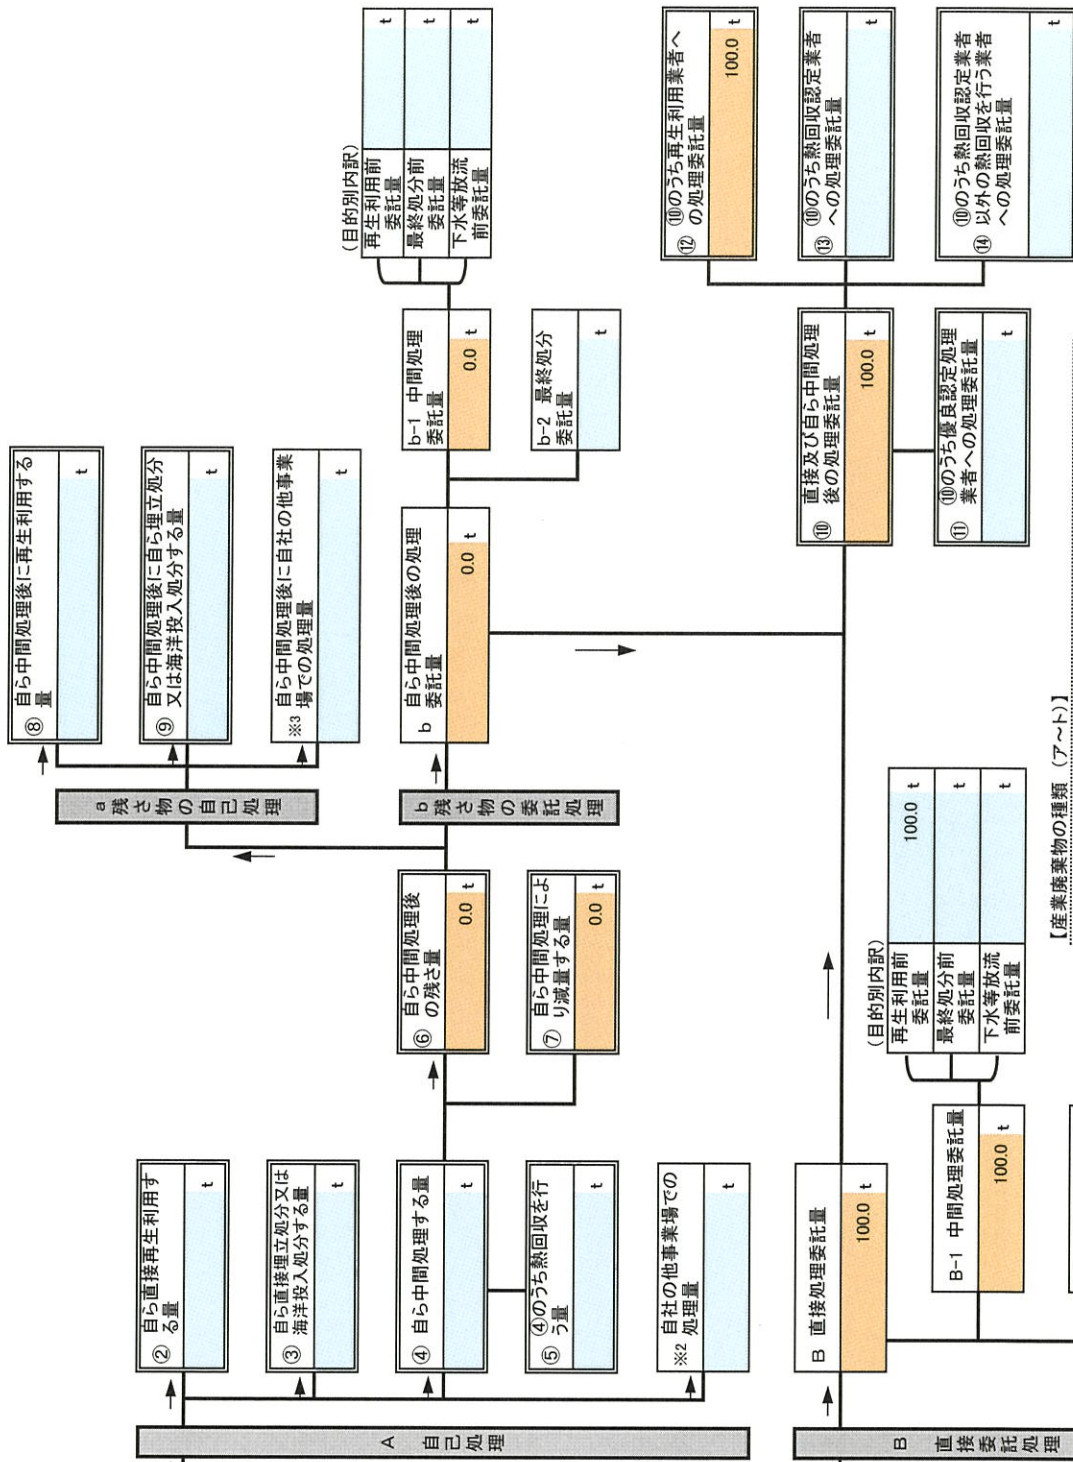 A 自己処理
② 自ら直接再生利用す
る量
t
③ 自ら直接埋立処分又は
海洋投入処分する量
t
④ 自ら中間処理する量
t
⑤ ④のうち熱回収を行
う量
t
※2 自社の他事業場での
処理量
t
⑥ 自ら中間処理後
の残さ量
0.0 t
⑦ 自ら中間処理によ
り減量する量
0.0 t
a 残さ物の自己処理
⑧ 自ら中間処理後に再生利用する
量
t
⑨ 自ら中間処理後に自ら埋立処分
又は海洋投入処分する量
t
※3 自ら中間処理後に自社の他事業
場での処理量
t
b 残さ物の委託処理
b 自ら中間処理後の処理
委託量
0.0 t
b-1 中間処理
委託量
0.0 t
b-2 最終処分
委託量
t
(目的別内訳)
再生利用前
委託量
t
最終処分前
委託量
t
下水等放流
前委託量
t
B 直接委託処理
B 直接処理委託量
100.0 t
B-1 中間処理委託量
100.0 t
(目的別内訳)
再生利用前
委託量
100.0 t
最終処分前
委託量
t
下水等放流
前委託量
t
⑩ 直接及び自ら中間処理
後の処理委託量
100.0 t
⑪ ⑩のうち優良認定処理
業者への処理委託量
t
⑫ ⑩のうち再生利用業者へ
の処理委託量
100.0 t
⑬ ⑩のうち熱回収認定業者
への処理委託量
t
⑭ ⑩のうち熱回収認定業者
以外の熱回収を行う業者
への処理委託量
t
【産業廃棄物の種類 (ア～ト)】